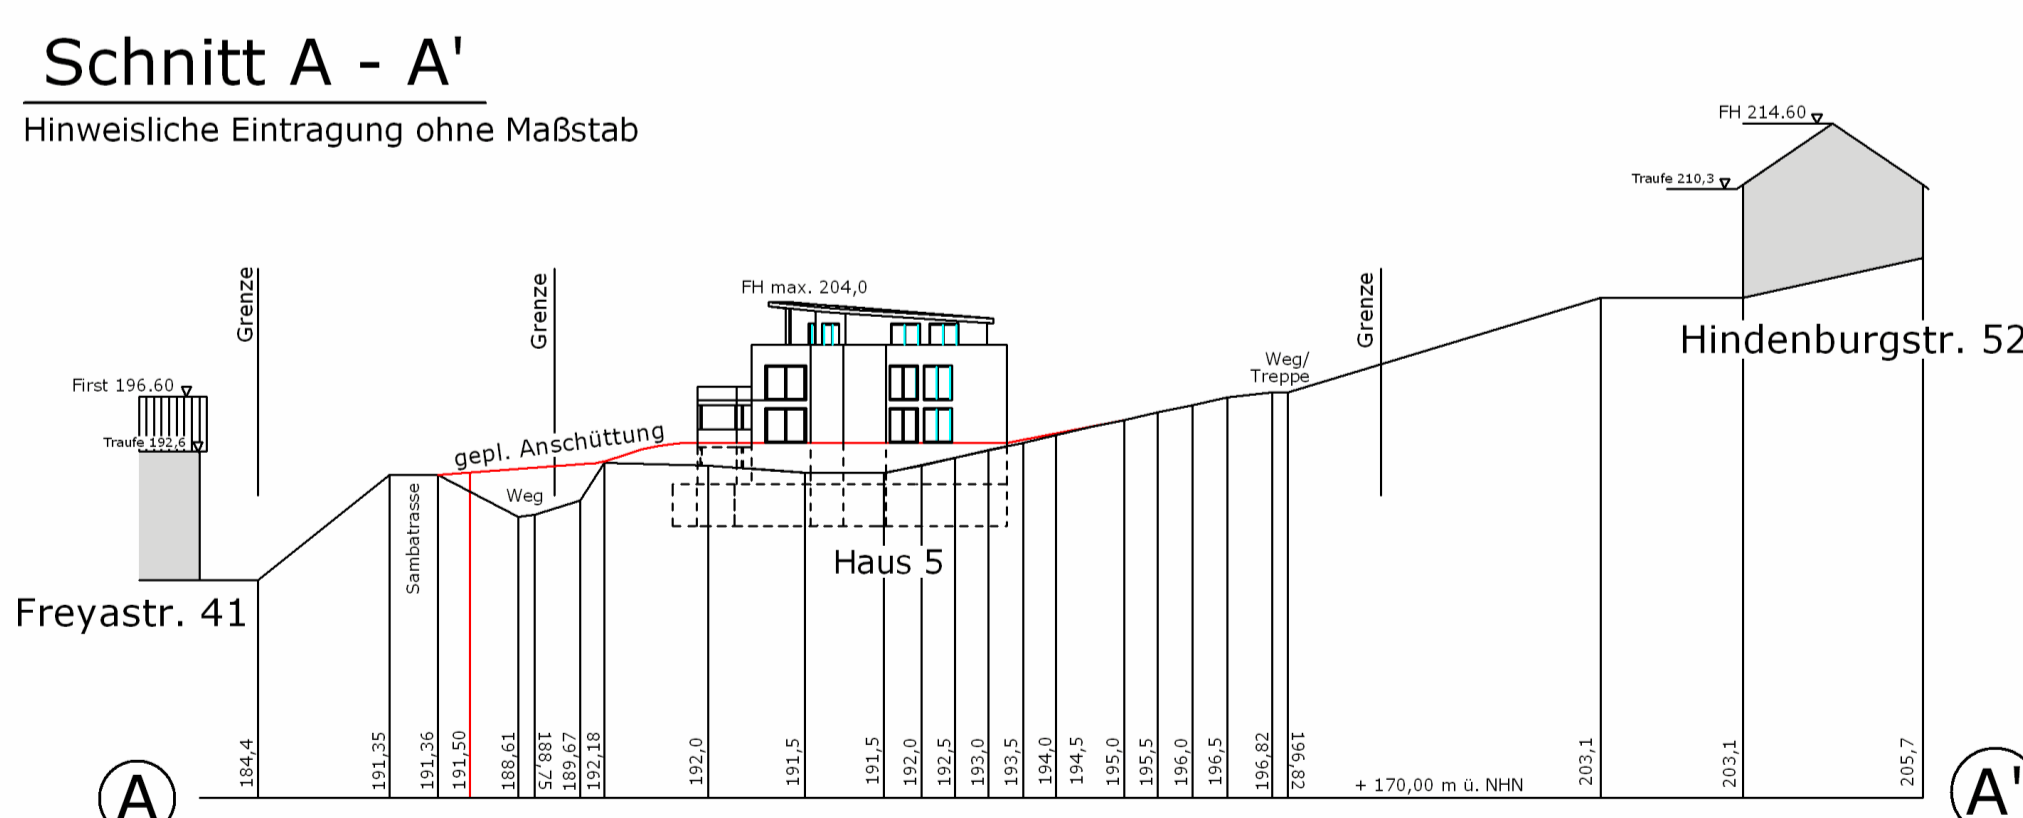 Schnitt A - A'
Hinweisliche Eintragung ohne Maßstab
FH 214.60
Traufe 210,3
Grenze
Grenze
Grenze
FH max. 204,0
Hindenburgstr. 52
Weg/
Treppe
First 196.60
Traufe 192,6
gepl. Anschüttung
Weg
Sambatrasse
Haus 5
Freyastr. 41
184,4
191,35
191,36
191,50
188,61
188,75
189,67
192,18
192,0
191,5
191,5
192,0
192,5
193,0
193,5
194,0
194,5
195,0
195,5
196,0
196,5
196,82
196,82
+ 170,00 m ü. NHN
203,1
203,1
205,7
A
A'